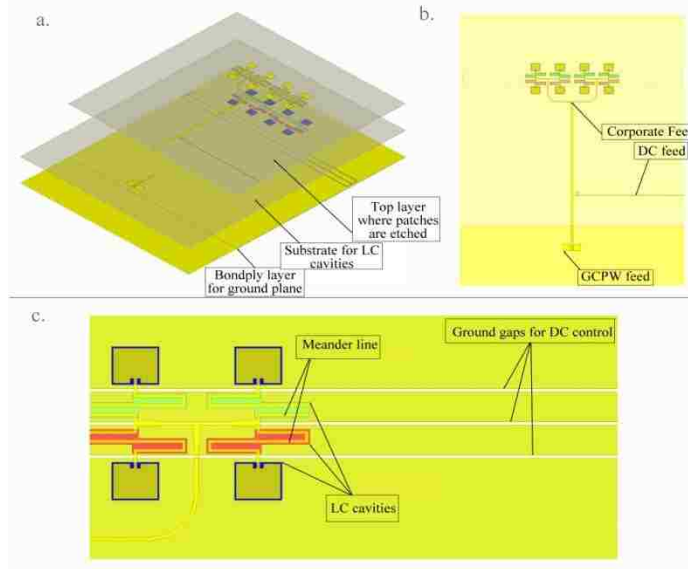 a.
Top layer
where patches
are etched
Substrate for LC
cavities
Bondply layer
for ground plane
b.
Corporate Fee
DC feed
GCPW feed
c.
Ground gaps for DC control
Meander line
LC cavities